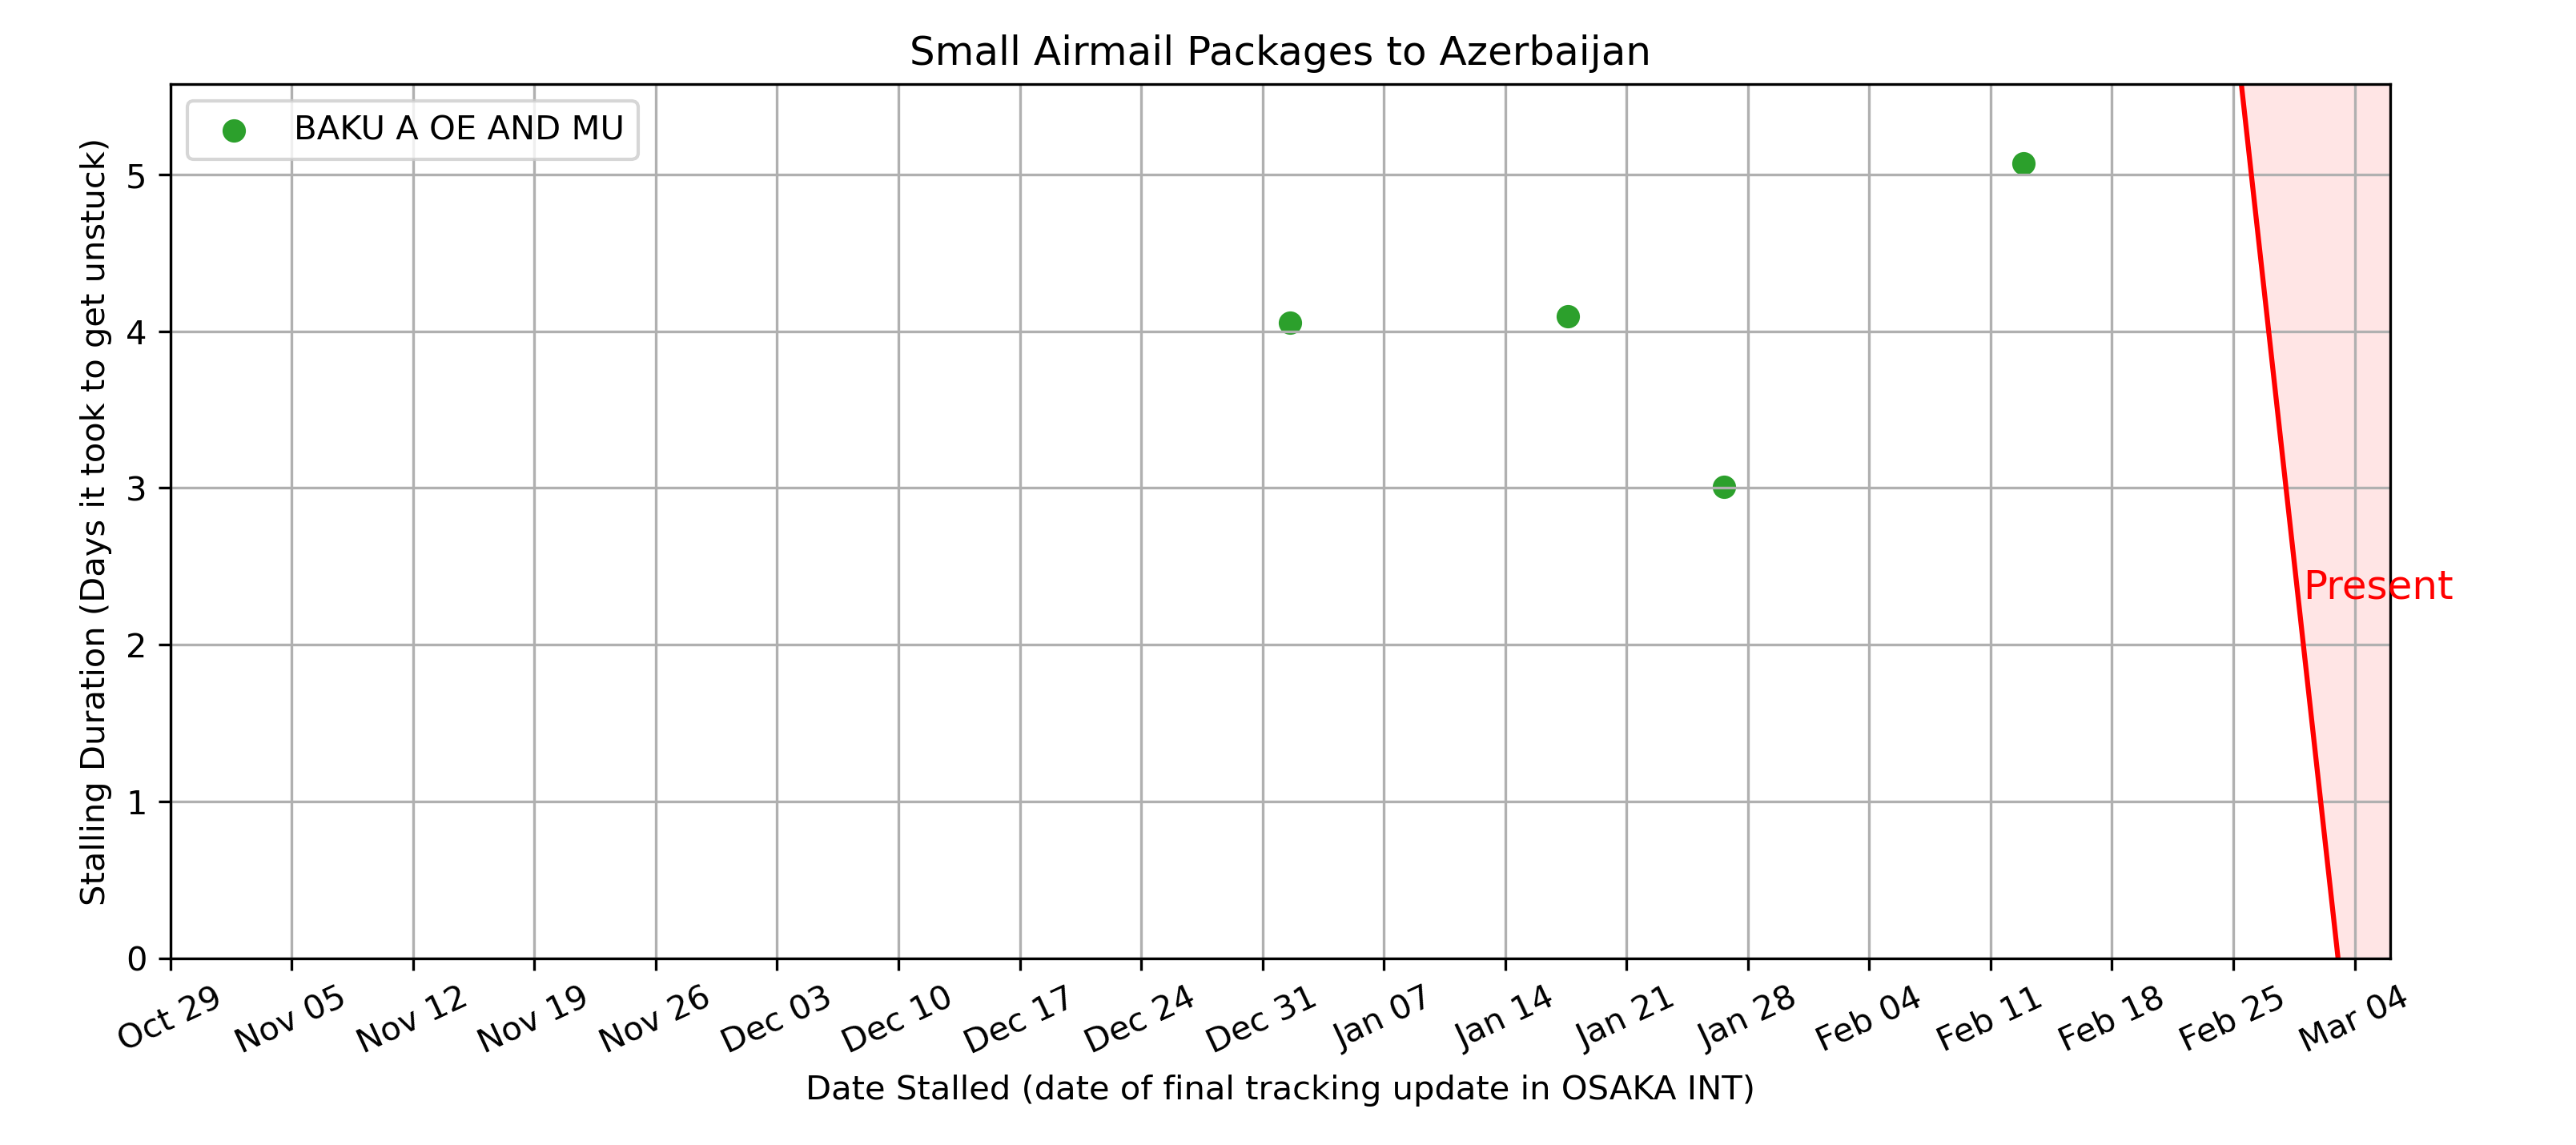 Small Airmail Packages to Azerbaijan
BAKU A OE AND MU
Stalling Duration (Days it took to get unstuck)
5
4
3
2
1
0
Present
Oct 29
Nov 05
Nov 12
Nov 19
Nov 26
Dec 03
Dec 10
Dec 17
Dec 24
Dec 31
Jan 07
Jan 14
Jan 21
Jan 28
Feb 04
Feb 11
Feb 18
Feb 25
Mar 04
Date Stalled (date of final tracking update in OSAKA INT)